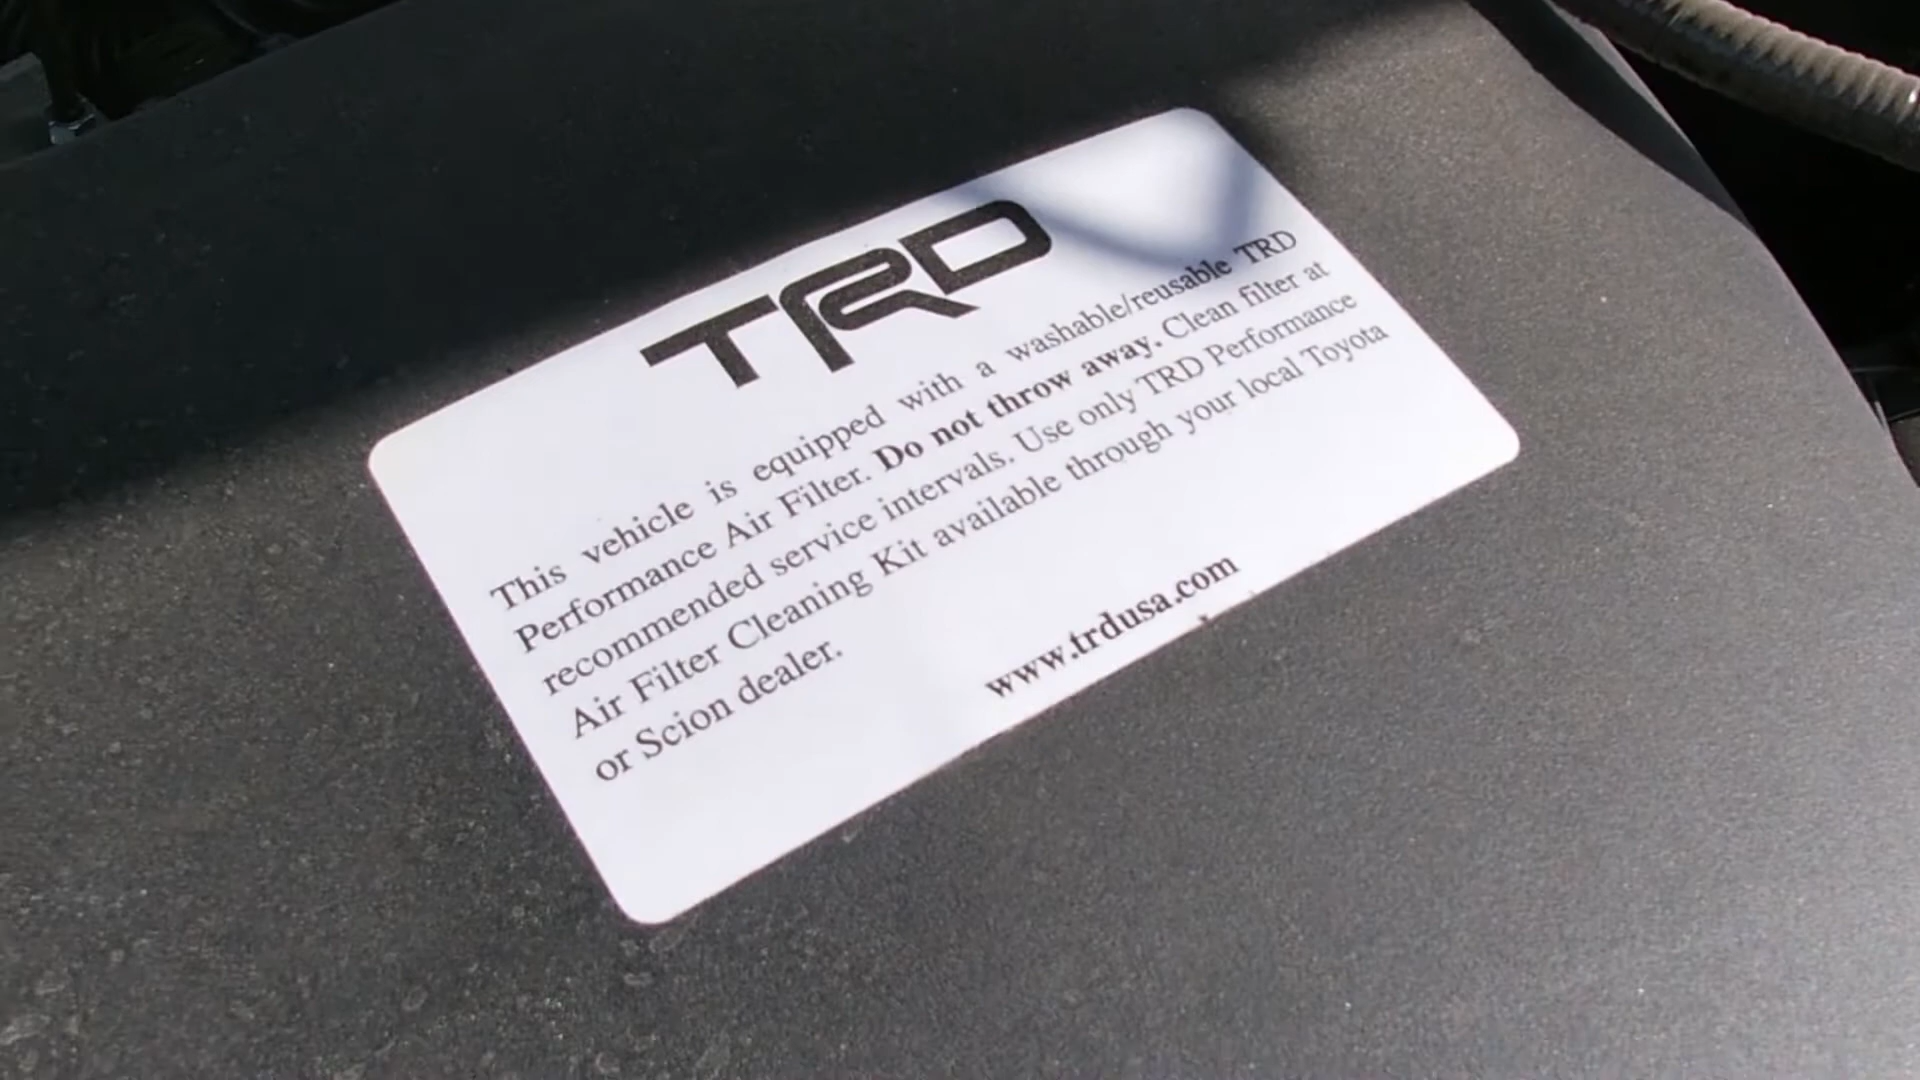 TRD
This vehicle is equipped with a washable/reusable TRD
Performance Air Filter. Do not throw away. Clean filter at
recommended service intervals. Use only TRD Performance
Air Filter Cleaning Kit available through your local Toyota
or Scion dealer.
www.trdusa.com